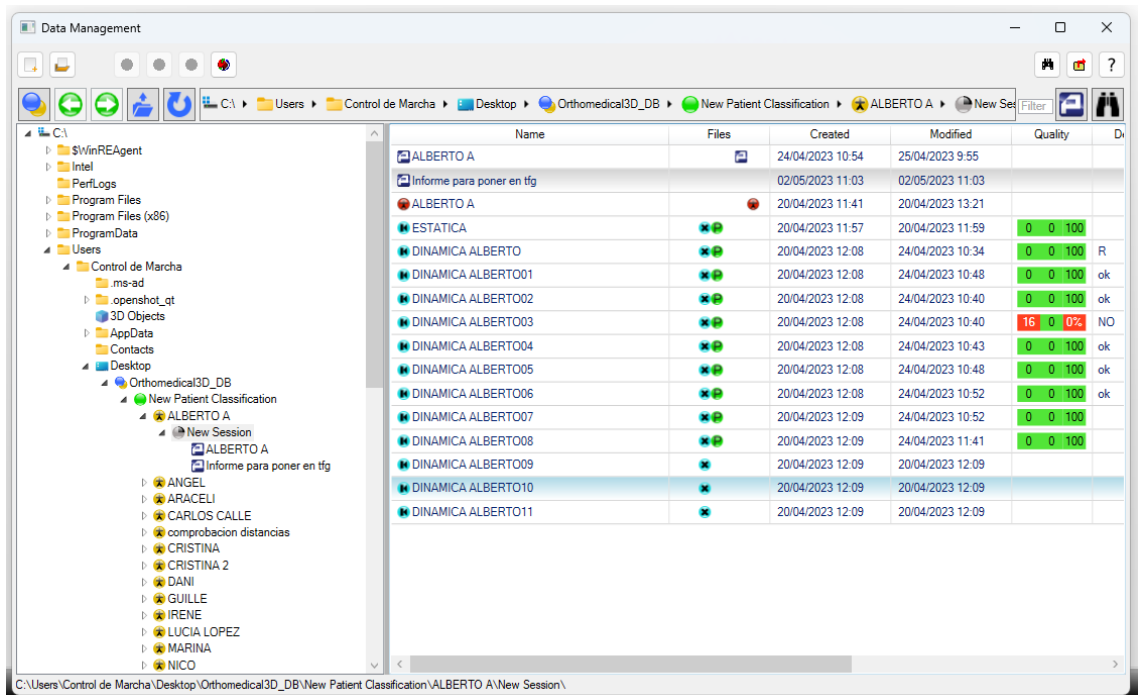 Data Management
?
C:\ Users Control de Marcha Desktop Orthomedical3D_DB New Patient Classification ALBERTO A New Ses Filter
C:\
$WinREAgent
Intel
PerfLogs
Program Files
Program Files (x86)
ProgramData
Users
Control de Marcha
.ms-ad
.openshot_qt
3D Objects
AppData
Contacts
Desktop
Orthomedical3D_DB
New Patient Classification
ALBERTO A
New Session
ALBERTO A
Informe para poner en tfg
ANGEL
ARACELI
CARLOS CALLE
comprobacion distancias
CRISTINA
CRISTINA 2
DANI
GUILLE
IRENE
LUCIA LOPEZ
MARINA
NICO
Name Files Created Modified Quality De
ALBERTO A 24/04/2023 10:54 25/04/2023 9:55
Informe para poner en tfg 02/05/2023 11:03 02/05/2023 11:03
ALBERTO A 20/04/2023 11:41 20/04/2023 13:21
ESTATICA P 20/04/2023 11:57 20/04/2023 11:59 0 0 100
DINAMICA ALBERTO P 20/04/2023 12:08 24/04/2023 10:34 0 0 100 R
DINAMICA ALBERTO01 P 20/04/2023 12:08 24/04/2023 10:48 0 0 100 ok
DINAMICA ALBERTO02 P 20/04/2023 12:08 24/04/2023 10:40 0 0 100 ok
DINAMICA ALBERTO03 P 20/04/2023 12:08 24/04/2023 10:40 16 0 0% NO
DINAMICA ALBERTO04 P 20/04/2023 12:08 24/04/2023 10:43 0 0 100 ok
DINAMICA ALBERTO05 P 20/04/2023 12:08 24/04/2023 10:48 0 0 100 ok
DINAMICA ALBERTO06 P 20/04/2023 12:08 24/04/2023 10:52 0 0 100 ok
DINAMICA ALBERTO07 P 20/04/2023 12:09 24/04/2023 10:52 0 0 100
DINAMICA ALBERTO08 P 20/04/2023 12:09 24/04/2023 11:41 0 0 100
DINAMICA ALBERTO09 20/04/2023 12:09 20/04/2023 12:09
DINAMICA ALBERTO10 20/04/2023 12:09 20/04/2023 12:09
DINAMICA ALBERTO11 20/04/2023 12:09 20/04/2023 12:09
C:\Users\Control de Marcha\Desktop\Orthomedical3D_DB\New Patient Classification\ALBERTO A\New Session\